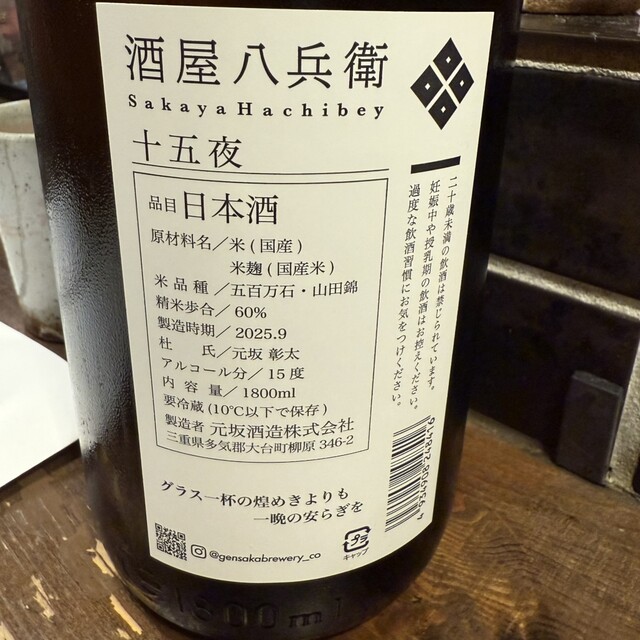 酒屋八兵衛
SakayaHachibey
十五夜
品目 日本酒
原材料名／米(国産)
米麹(国産米)
米品種／五百万石・山田錦
精米歩合／60%
製造時期／2025.9
杜 氏／元坂 彰太
アルコール分／15度
内容量／1800ml
要冷蔵(10℃以下で保存)
製造者 元坂酒造株式会社
三重県多気郡大台町柳原 346-2
グラス一杯の煌めきよりも
一晩の安らぎを
@gensakabrewery_co
キャップ
二十歳未満の飲酒は禁じられています。
妊娠中や授乳期の飲酒はお控えください。
過度な飲酒習慣にお気をつけください。
1800ml